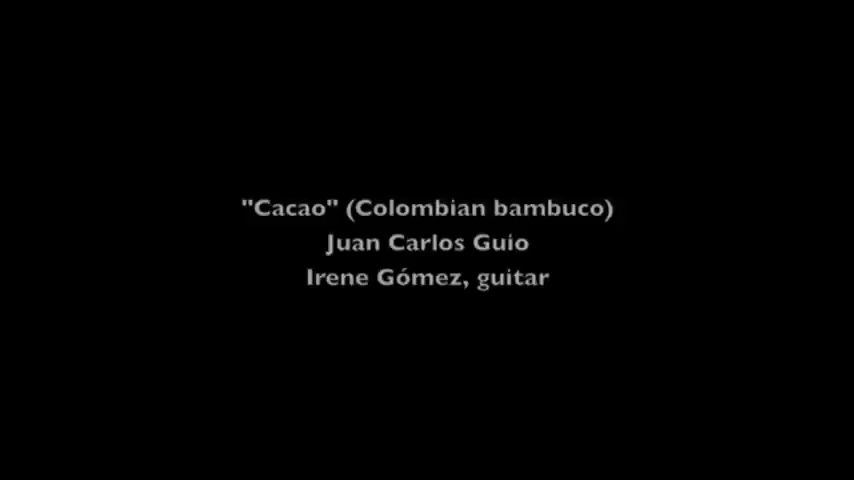 "Cacao" (Colombian bambuco)
Juan Carlos Guio
Irene Gómez, guitar